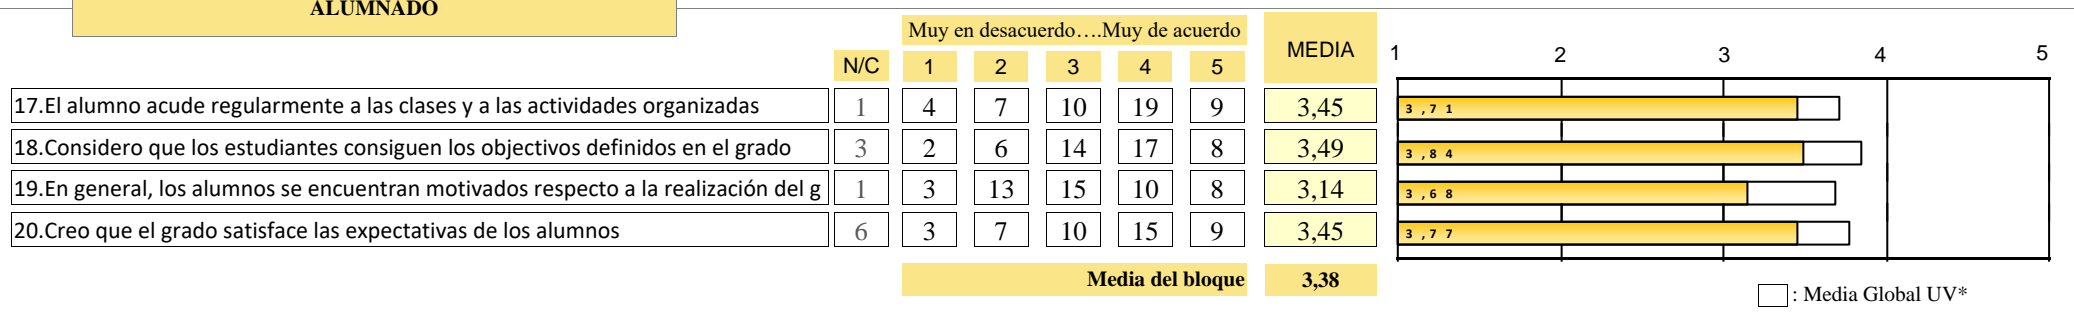 ALUMNADO
Muy en desacuerdo….Muy de acuerdo
MEDIA
N/C 1 2 3 4 5
1 2 3 4 5
17.El alumno acude regularmente a las clases y a las actividades organizadas 1 4 7 10 19 9 3,45 3,71
18.Considero que los estudiantes consiguen los objectivos definidos en el grado 3 2 6 14 17 8 3,49 3,84
19.En general, los alumnos se encuentran motivados respecto a la realización del g 1 3 13 15 10 8 3,14 3,68
20.Creo que el grado satisface las expectativas de los alumnos 6 3 7 10 15 9 3,45 3,77
Media del bloque 3,38
: Media Global UV*